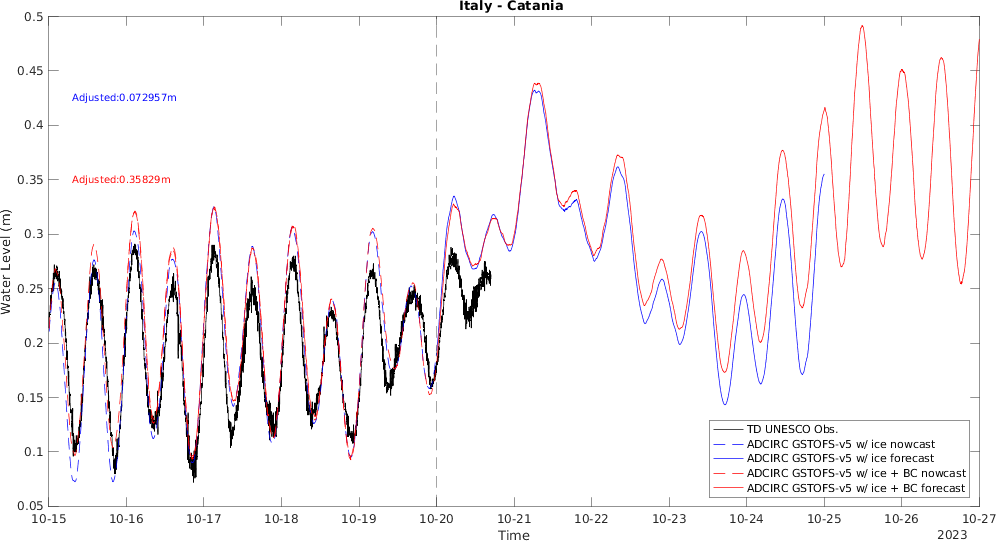 Italy - Catania
0.5
0.45
0.4
0.35
0.3
0.25
0.2
0.15
0.1
0.05
Water Level (m)
Adjusted:0.072957m
Adjusted:0.35829m
TD UNESCO Obs.
ADCIRC GSTOFS-v5 w/ ice nowcast
ADCIRC GSTOFS-v5 w/ ice forecast
ADCIRC GSTOFS-v5 w/ ice + BC nowcast
ADCIRC GSTOFS-v5 w/ ice + BC forecast
10-15 10-16 10-17 10-18 10-19 10-20 10-21 10-22 10-23 10-24 10-25 10-26 10-27
Time
2023